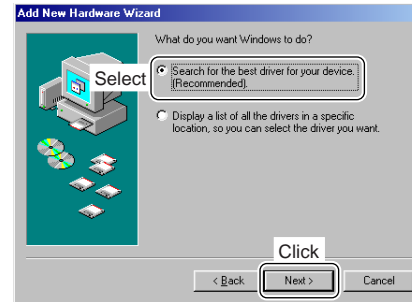 Add New Hardware Wizard
What do you want Windows to do?
Select
Search for the best driver for your device.
(Recommended).
Display a list of all the drivers in a specific
location, so you can select the driver you want.
Click
< Back
Next >
Cancel